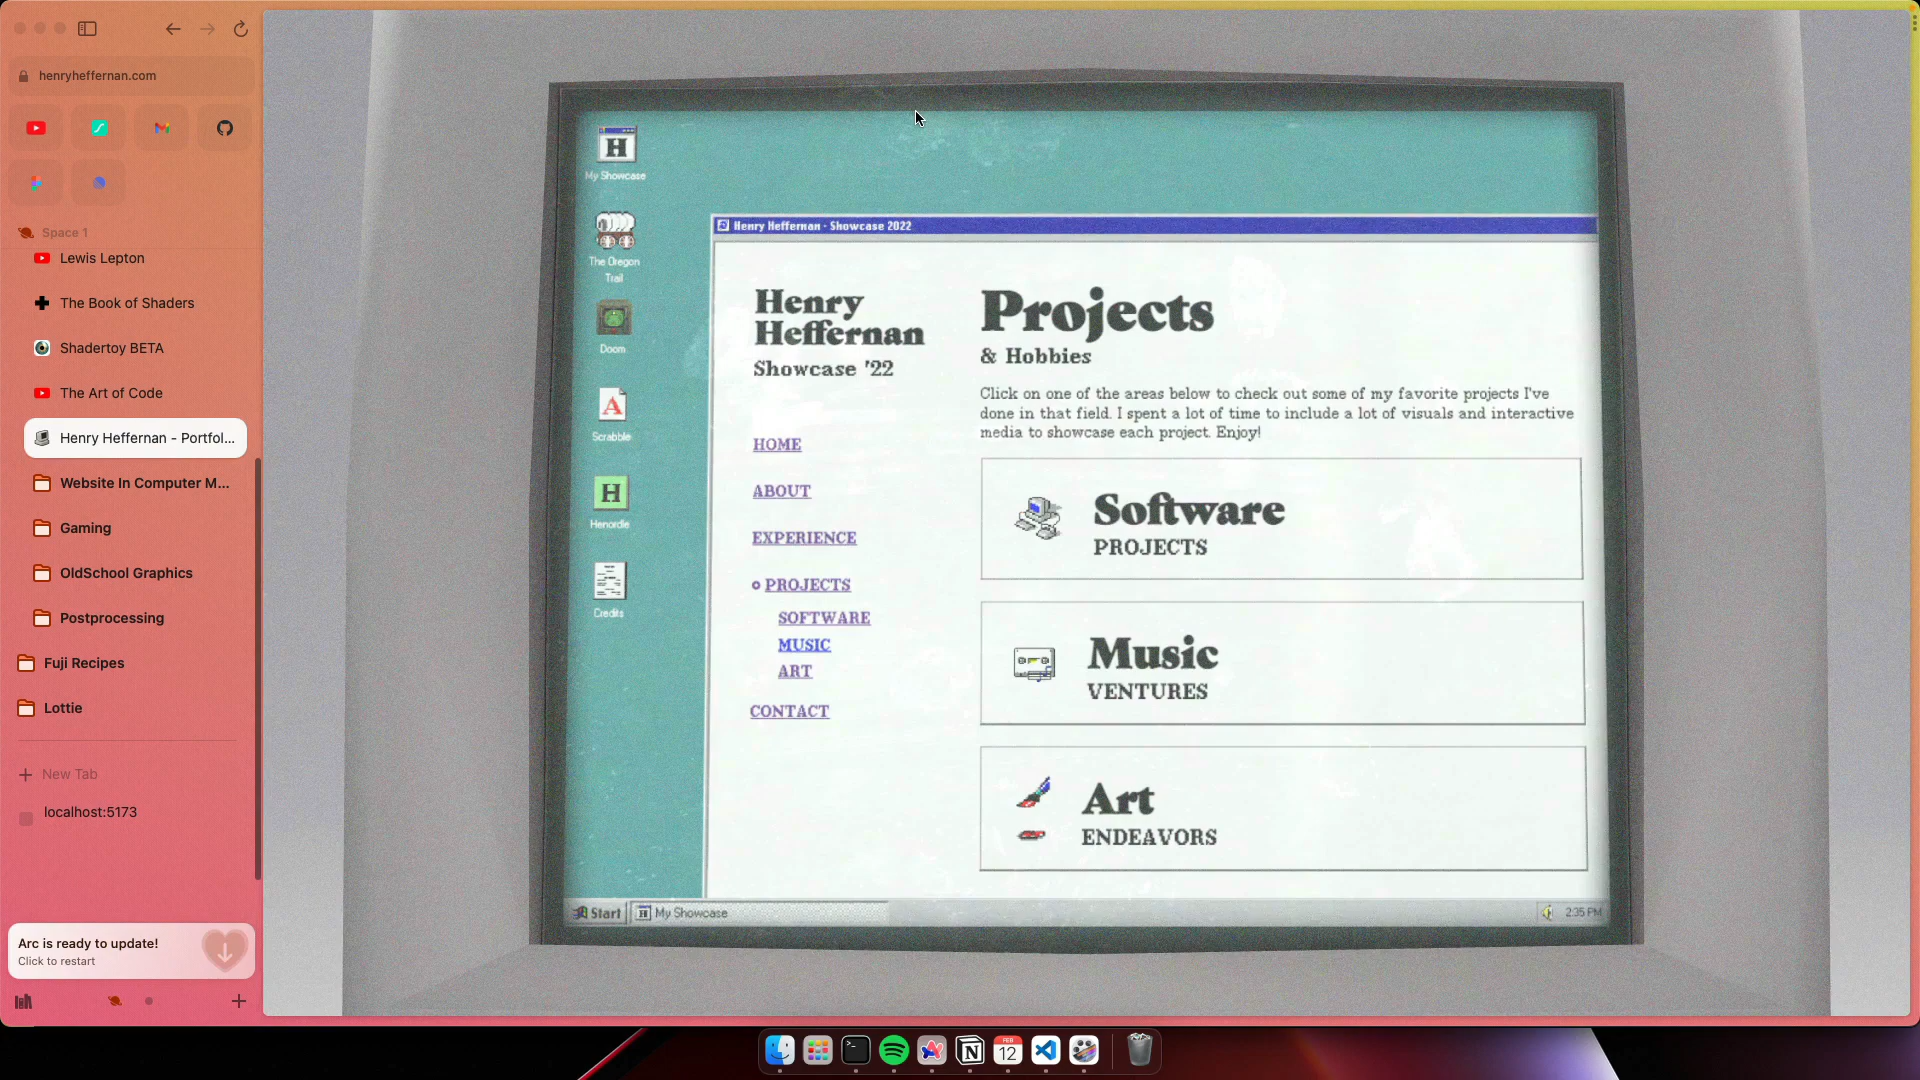 henryheffernan.com
Space 1
Lewis Lepton
The Book of Shaders
Shadertoy BETA
The Art of Code
Henry Heffernan - Portfol...
Website In Computer M...
Gaming
OldSchool Graphics
Postprocessing
Fuji Recipes
Lottie
New Tab
localhost:5173
Arc is ready to update!
Click to restart
H
My Showcase
The Oregon
Trail
Doom
A
Scrabble
H
Henordle
Credits
Henry Heffernan - Showcase 2022
Henry
Heffernan
Showcase '22
HOME
ABOUT
EXPERIENCE
PROJECTS
SOFTWARE
MUSIC
ART
CONTACT
Projects
& Hobbies
Click on one of the areas below to check out some of my favorite projects I've
done in that field. I spent a lot of time to include a lot of visuals and interactive
media to showcase each project. Enjoy!
Software
PROJECTS
Music
VENTURES
Art
ENDEAVORS
Start
H My Showcase
2:35 PM
FEB
12